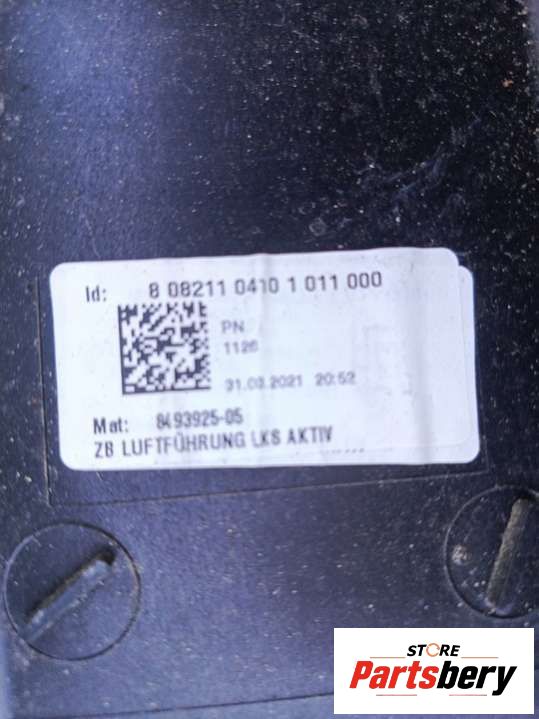 Id: 8 08211 0410 1 011 000
PN
1126
31.03.2021 20:52
Mat: 8493925-05
ZB LUFTFÜHRUNG LKS AKTIV
STORE
Partsbery